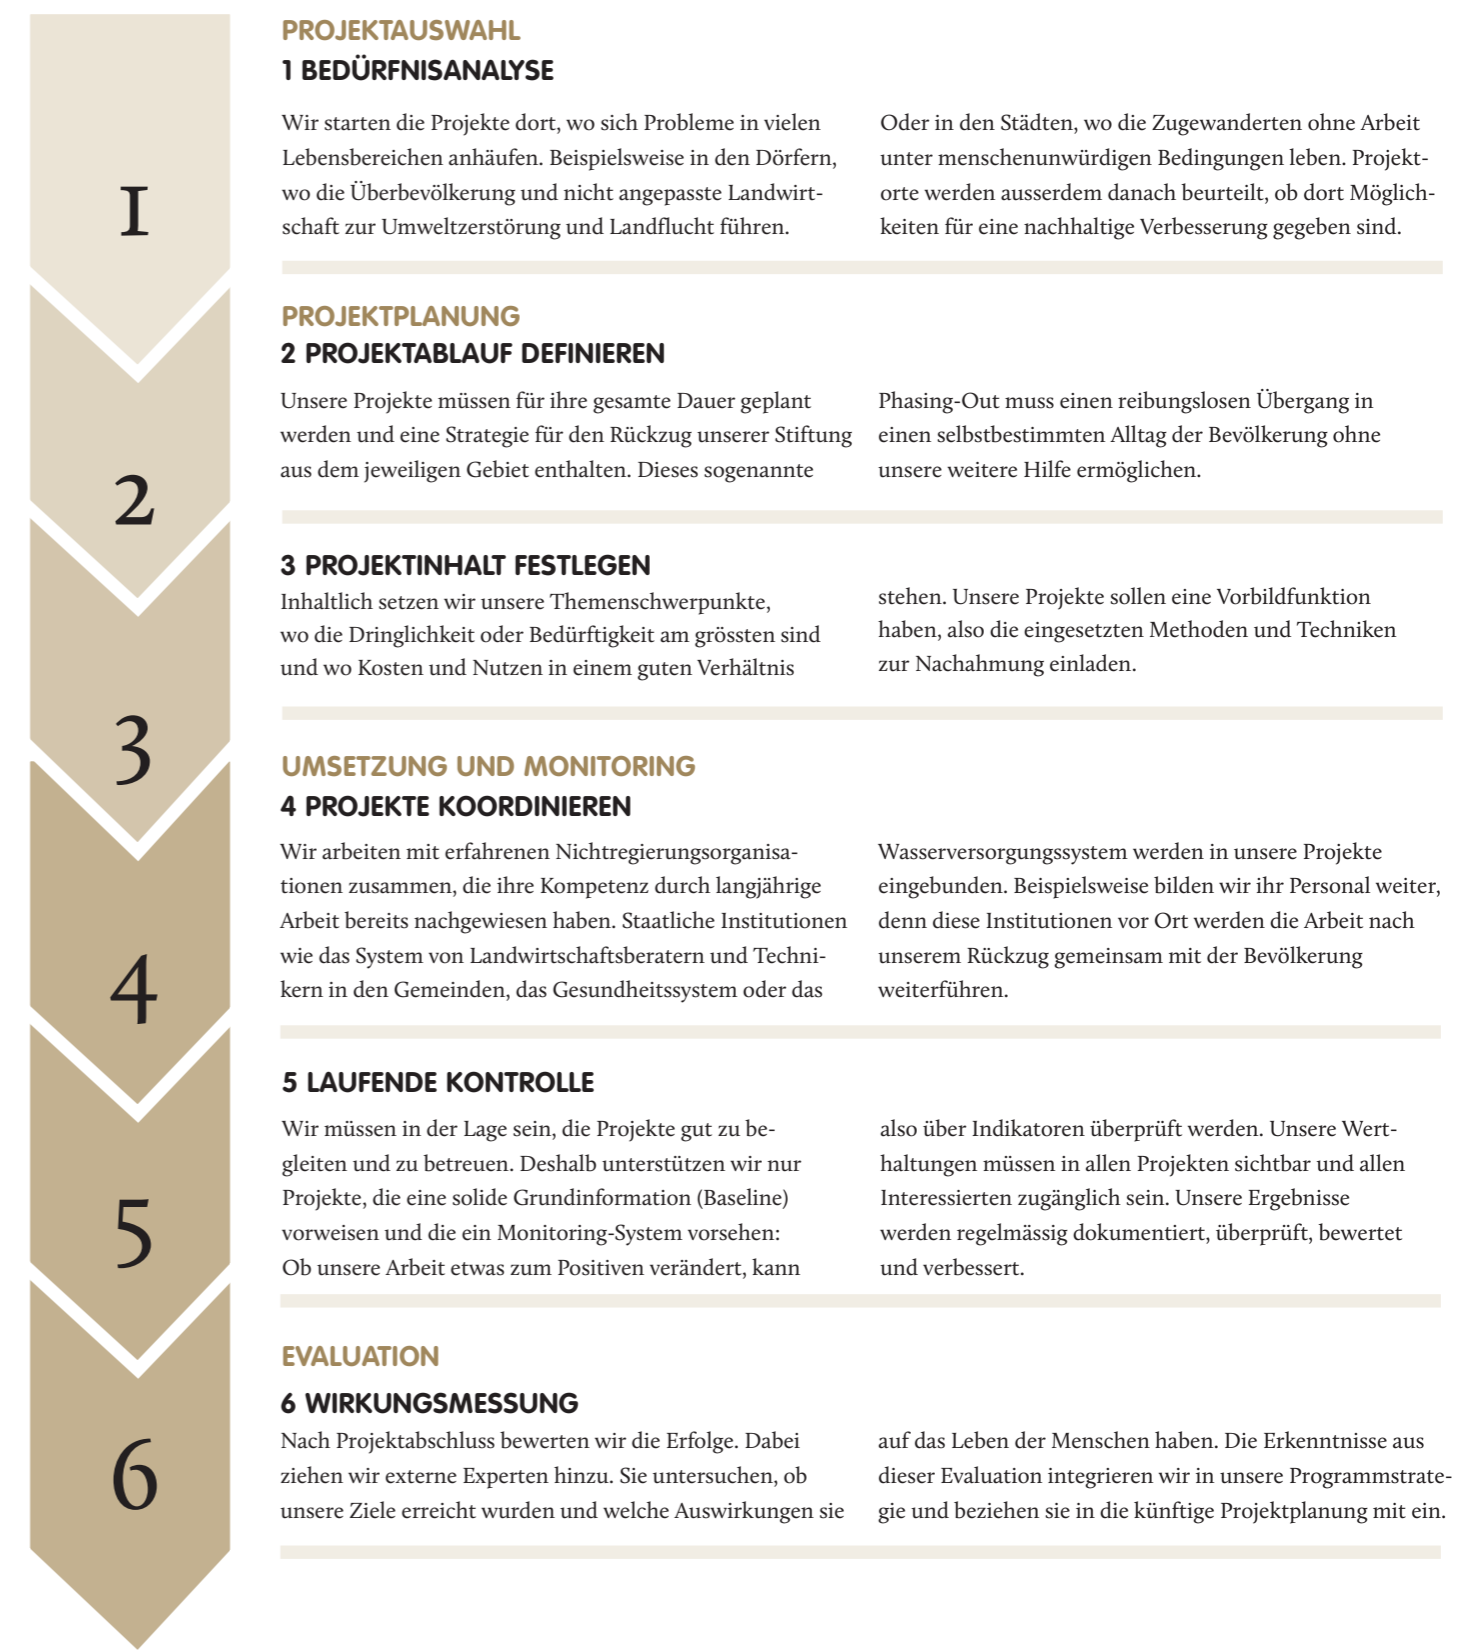 PROJEKTAUSWAHL
1 BEDÜRFNISANALYSE
I
Wir starten die Projekte dort, wo sich Probleme in vielen
Lebensbereichen anhäufen. Beispielsweise in den Dörfern,
wo die Überbevölkerung und nicht angepasste Landwirt-
schaft zur Umweltzerstörung und Landflucht führen.
Oder in den Städten, wo die Zugewanderten ohne Arbeit
unter menschenunwürdigen Bedingungen leben. Projekt-
orte werden ausserdem danach beurteilt, ob dort Möglich-
keiten für eine nachhaltige Verbesserung gegeben sind.
PROJEKTPLANUNG
2 PROJEKTABLAUF DEFINIEREN
2
Unsere Projekte müssen für ihre gesamte Dauer geplant
werden und eine Strategie für den Rückzug unserer Stiftung
aus dem jeweiligen Gebiet enthalten. Dieses sogenannte
Phasing-Out muss einen reibungslosen Übergang in
einen selbstbestimmten Alltag der Bevölkerung ohne
unsere weitere Hilfe ermöglichen.
3 PROJEKTINHALT FESTLEGEN
3
Inhaltlich setzen wir unsere Themenschwerpunkte,
wo die Dringlichkeit oder Bedürftigkeit am grössten sind
und wo Kosten und Nutzen in einem guten Verhältnis
stehen. Unsere Projekte sollen eine Vorbildfunktion
haben, also die eingesetzten Methoden und Techniken
zur Nachahmung einladen.
UMSETZUNG UND MONITORING
4 PROJEKTE KOORDINIEREN
4
Wir arbeiten mit erfahrenen Nichtregierungsorganisa-
tionen zusammen, die ihre Kompetenz durch langjährige
Arbeit bereits nachgewiesen haben. Staatliche Institutionen
wie das System von Landwirtschaftsberatern und Techni-
kern in den Gemeinden, das Gesundheitssystem oder das
Wasserversorgungssystem werden in unsere Projekte
eingebunden. Beispielsweise bilden wir ihr Personal weiter,
denn diese Institutionen vor Ort werden die Arbeit nach
unserem Rückzug gemeinsam mit der Bevölkerung
weiterführen.
5 LAUFENDE KONTROLLE
5
Wir müssen in der Lage sein, die Projekte gut zu be-
gleiten und zu betreuen. Deshalb unterstützen wir nur
Projekte, die eine solide Grundinformation (Baseline)
vorweisen und die ein Monitoring-System vorsehen:
Ob unsere Arbeit etwas zum Positiven verändert, kann
also über Indikatoren überprüft werden. Unsere Wert-
haltungen müssen in allen Projekten sichtbar und allen
Interessierten zugänglich sein. Unsere Ergebnisse
werden regelmässig dokumentiert, überprüft, bewertet
und verbessert.
EVALUATION
6 WIRKUNGSMESSUNG
6
Nach Projektabschluss bewerten wir die Erfolge. Dabei
ziehen wir externe Experten hinzu. Sie untersuchen, ob
unsere Ziele erreicht wurden und welche Auswirkungen sie
auf das Leben der Menschen haben. Die Erkenntnisse aus
dieser Evaluation integrieren wir in unsere Programmstrate-
gie und beziehen sie in die künftige Projektplanung mit ein.